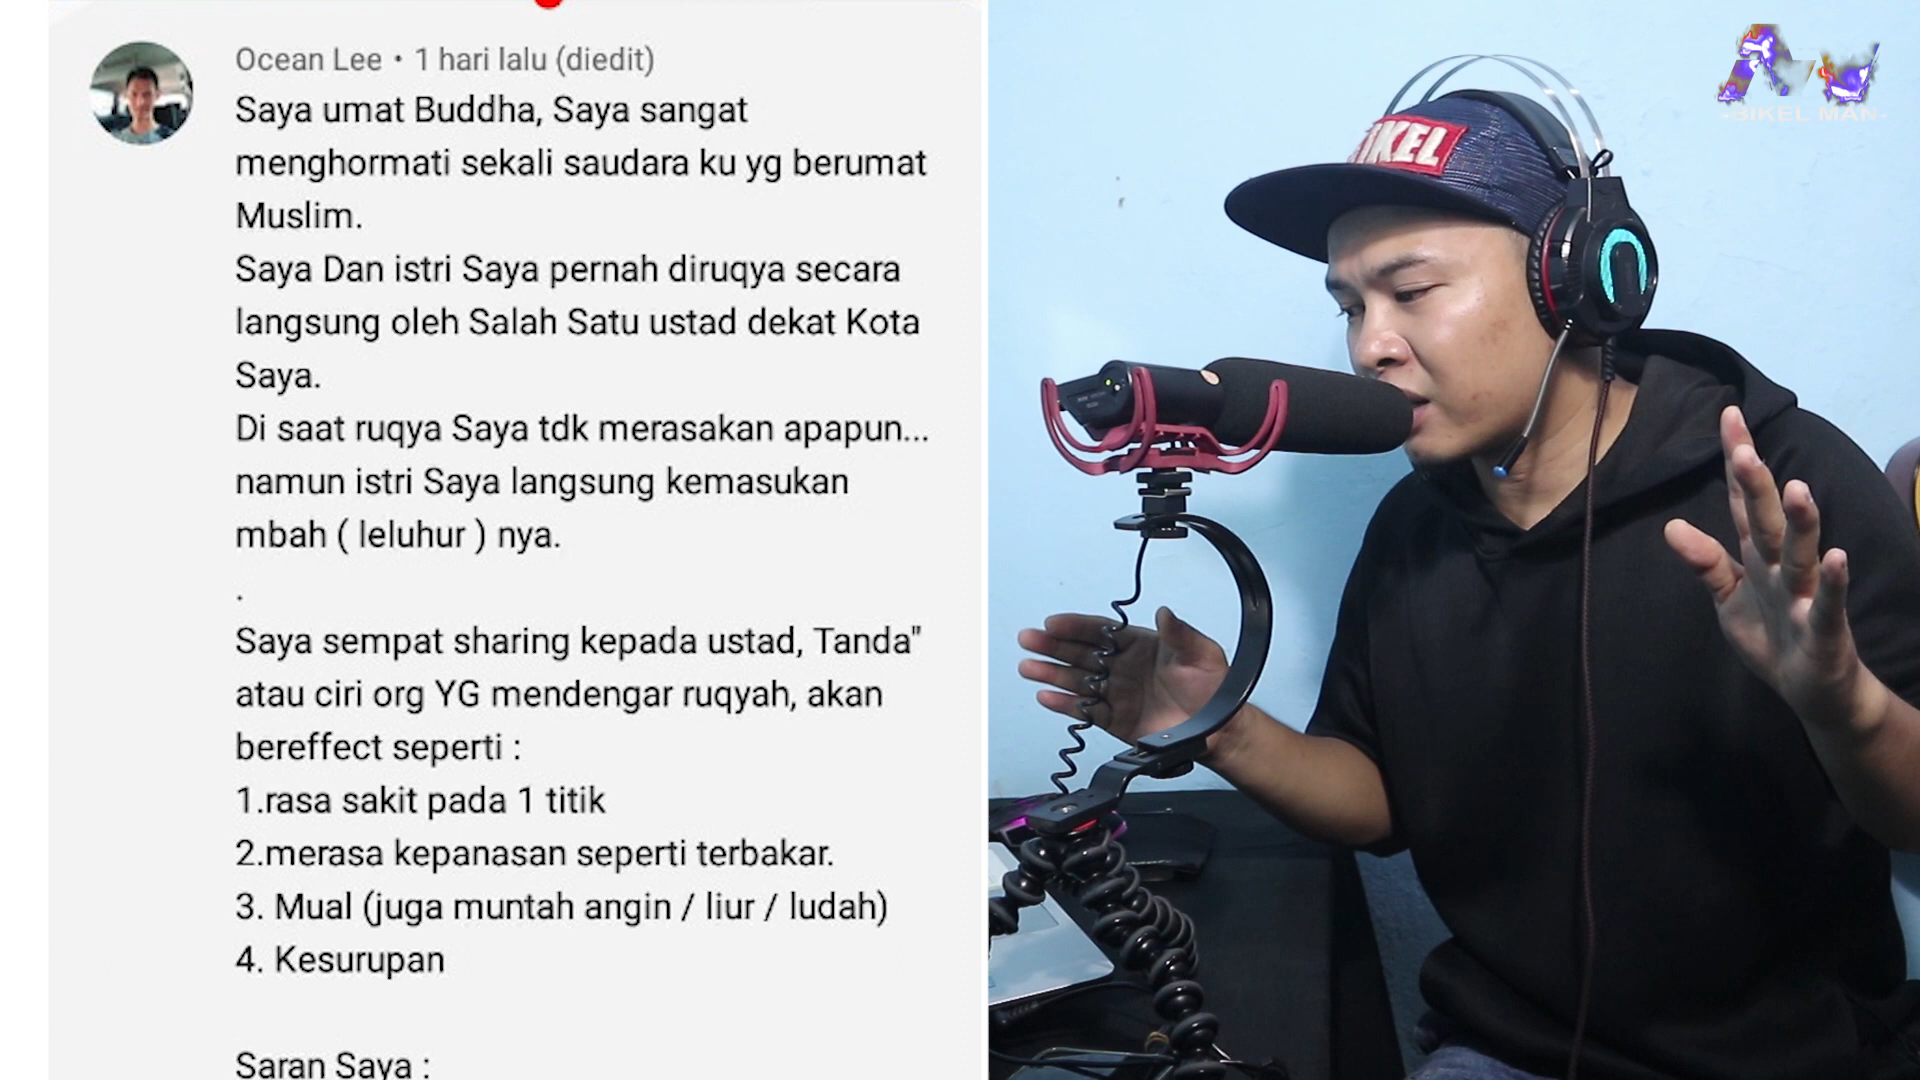 Ocean Lee • 1 hari lalu (diedit)
Saya umat Buddha, Saya sangat
menghormati sekali saudara ku yg berumat
Muslim.
Saya Dan istri Saya pernah diruqya secara
langsung oleh Salah Satu ustad dekat Kota
Saya.
Di saat ruqya Saya tdk merasakan apapun...
namun istri Saya langsung kemasukan
mbah ( leluhur ) nya.
.
Saya sempat sharing kepada ustad, Tanda"
atau ciri org YG mendengar ruqyah, akan
bereffect seperti :
1.rasa sakit pada 1 titik
2.merasa kepanasan seperti terbakar.
3. Mual (juga muntah angin / liur / ludah)
4. Kesurupan
Saran Saya :
-BIKEL MAN-